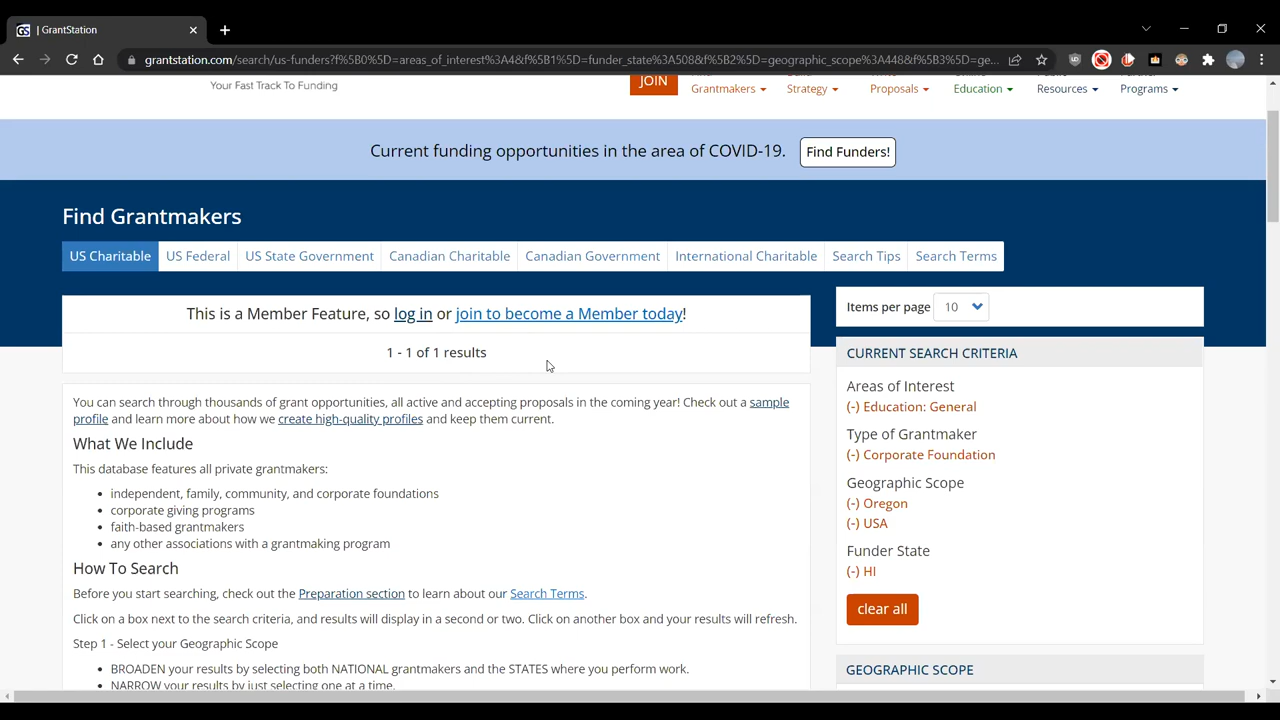 | GrantStation
grantstation.com/search/us-funders?f%5B0%5D=areas_of_interest%3A4&f%5B1%5D=funder_state%3A508&f%5B2%5D=geographic_scope%3A448&f%5B3%5D=ge...
Your Fast Track To Funding
JOIN
Grantmakers
Strategy
Proposals
Education
Resources
Programs
Current funding opportunities in the area of COVID-19.
Find Funders!
Find Grantmakers
US Charitable
US Federal
US State Government
Canadian Charitable
Canadian Government
International Charitable
Search Tips
Search Terms
This is a Member Feature, so log in or join to become a Member today!
1 - 1 of 1 results
You can search through thousands of grant opportunities, all active and accepting proposals in the coming year! Check out a sample
profile and learn more about how we create high-quality profiles and keep them current.
What We Include
This database features all private grantmakers:
• independent, family, community, and corporate foundations
• corporate giving programs
• faith-based grantmakers
• any other associations with a grantmaking program
How To Search
Before you start searching, check out the Preparation section to learn about our Search Terms.
Click on a box next to the search criteria, and results will display in a second or two. Click on another box and your results will refresh.
Step 1 - Select your Geographic Scope
• BROADEN your results by selecting both NATIONAL grantmakers and the STATES where you perform work.
• NARROW your results by just selecting one at a time.
Items per page 10
CURRENT SEARCH CRITERIA
Areas of Interest
(-) Education: General
Type of Grantmaker
(-) Corporate Foundation
Geographic Scope
(-) Oregon
(-) USA
Funder State
(-) HI
clear all
GEOGRAPHIC SCOPE